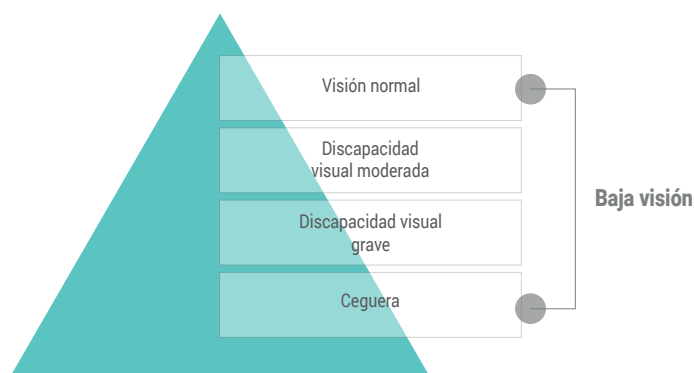 Visión normal
Discapacidad
visual moderada
Discapacidad visual
grave
Ceguera
Baja visión